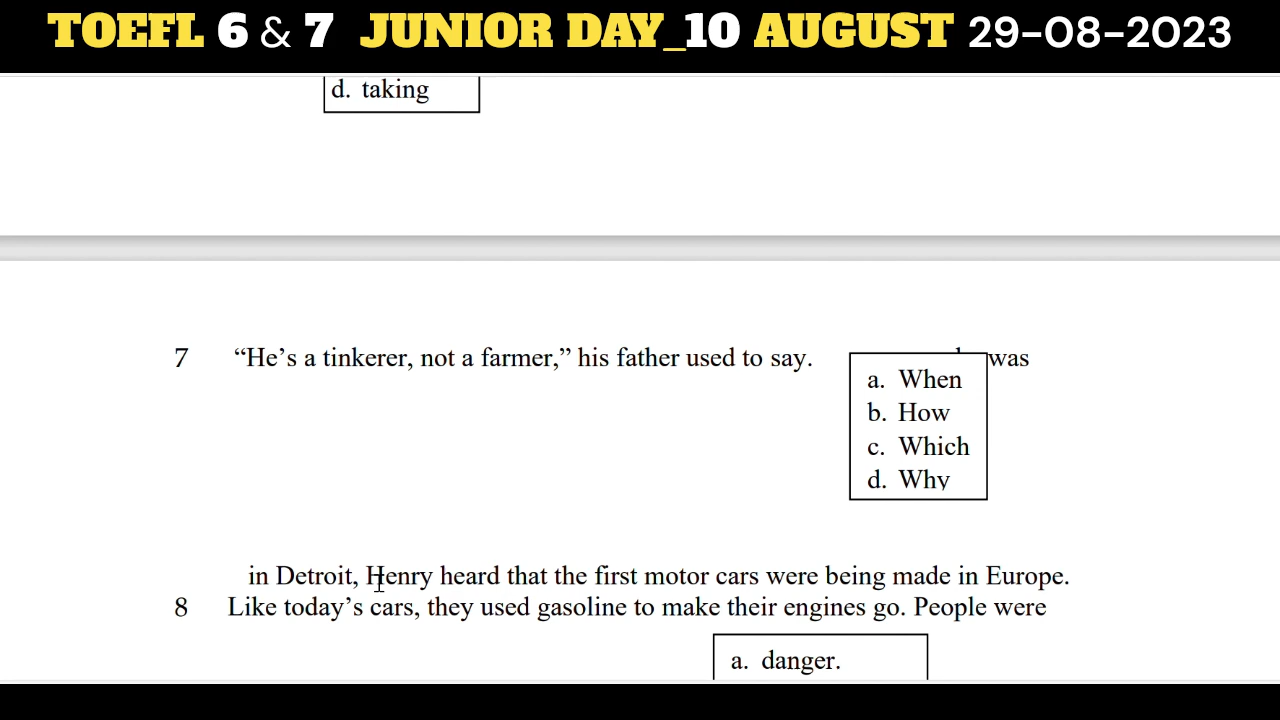 TOEFL 6 & 7 JUNIOR DAY_10 AUGUST 29-08-2023
d. taking
7 “He’s a tinkerer, not a farmer,” his father used to say. was
a. When
b. How
c. Which
d. Why
in Detroit, Henry heard that the first motor cars were being made in Europe.
8 Like today’s cars, they used gasoline to make their engines go. People were
a. danger.